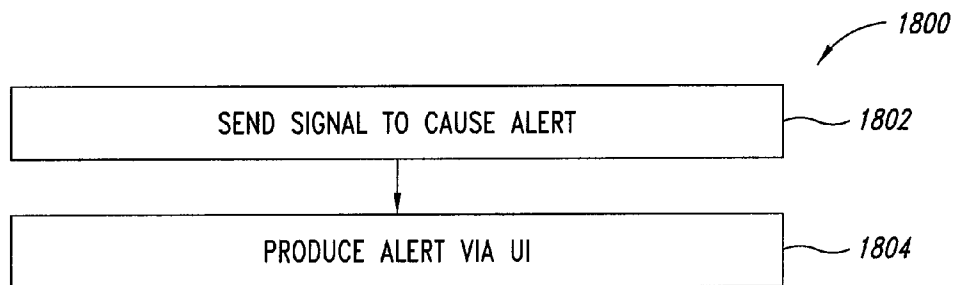 1800
SEND SIGNAL TO CAUSE ALERT
1802
PRODUCE ALERT VIA UI
1804